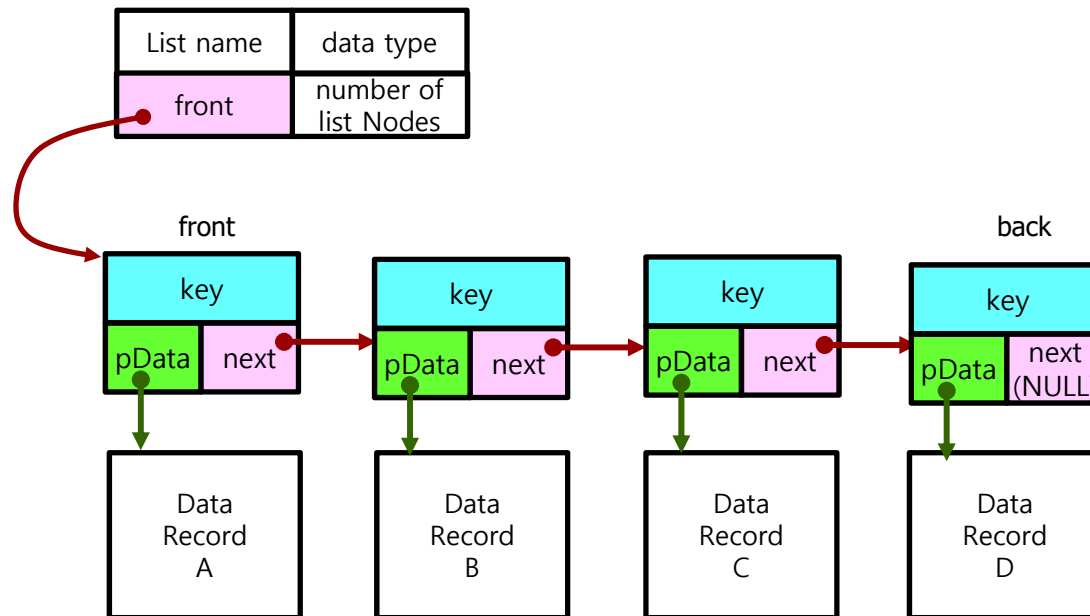 List name
data type
front
number of
list Nodes
front
back
key
key
key
key
pData
next
pData
next
pData
next
pData
next
(NULL
Data
Record
A
Data
Record
B
Data
Record
C
Data
Record
D